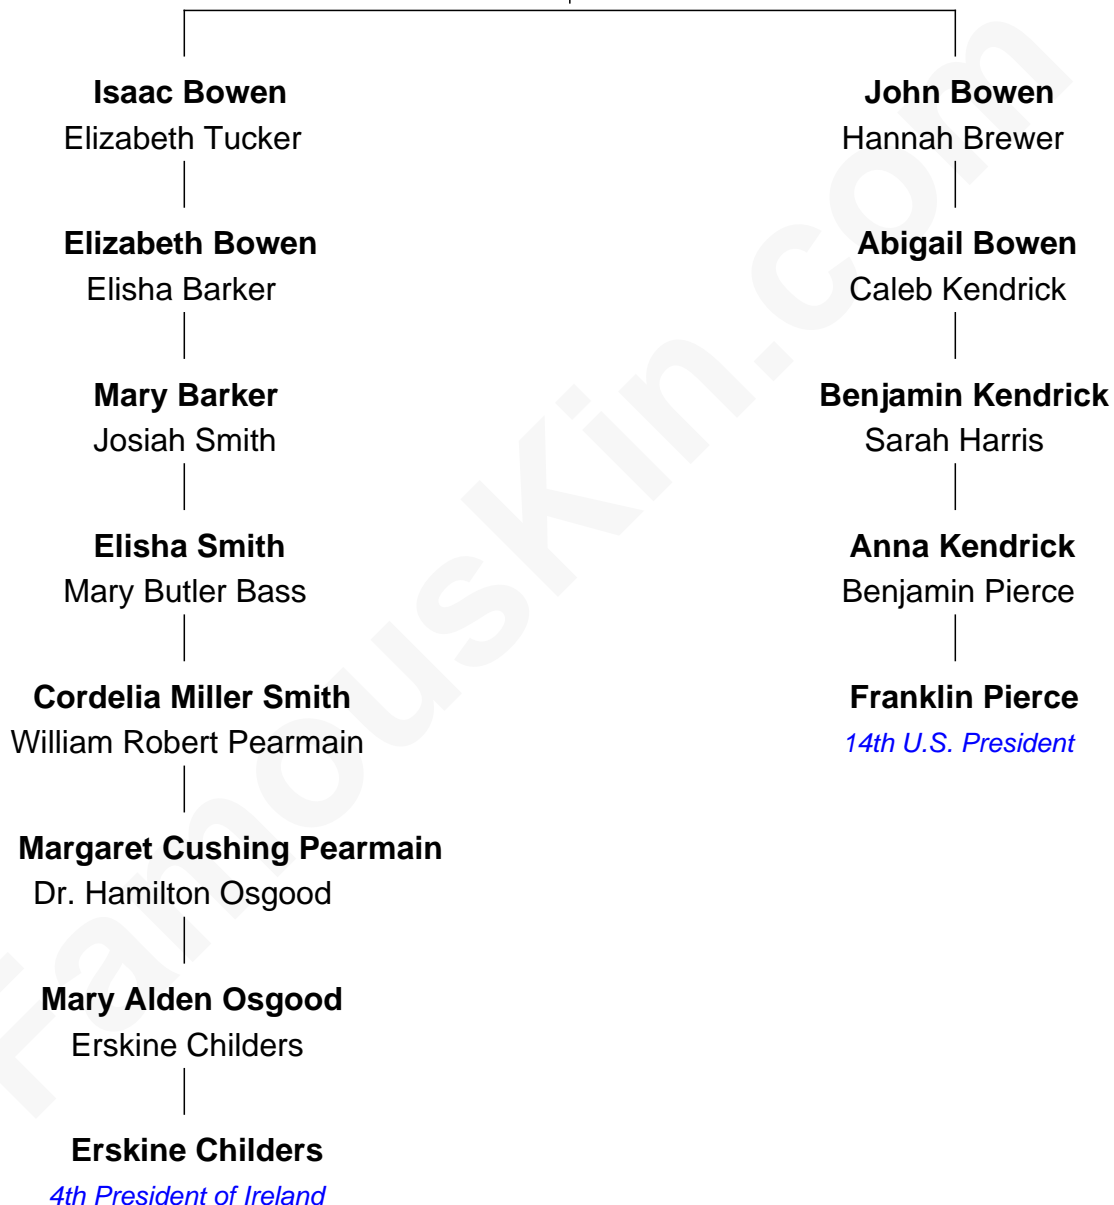 Isaac Bowen
Elizabeth Tucker
Elizabeth Bowen
Elisha Barker
Mary Barker
Josiah Smith
Elisha Smith
Mary Butler Bass
Cordelia Miller Smith
William Robert Pearmain
Margaret Cushing Pearmain
Dr. Hamilton Osgood
Mary Alden Osgood
Erskine Childers
Erskine Childers
4th President of Ireland
John Bowen
Hannah Brewer
Abigail Bowen
Caleb Kendrick
Benjamin Kendrick
Sarah Harris
Anna Kendrick
Benjamin Pierce
Franklin Pierce
14th U.S. President
FamousKin.com